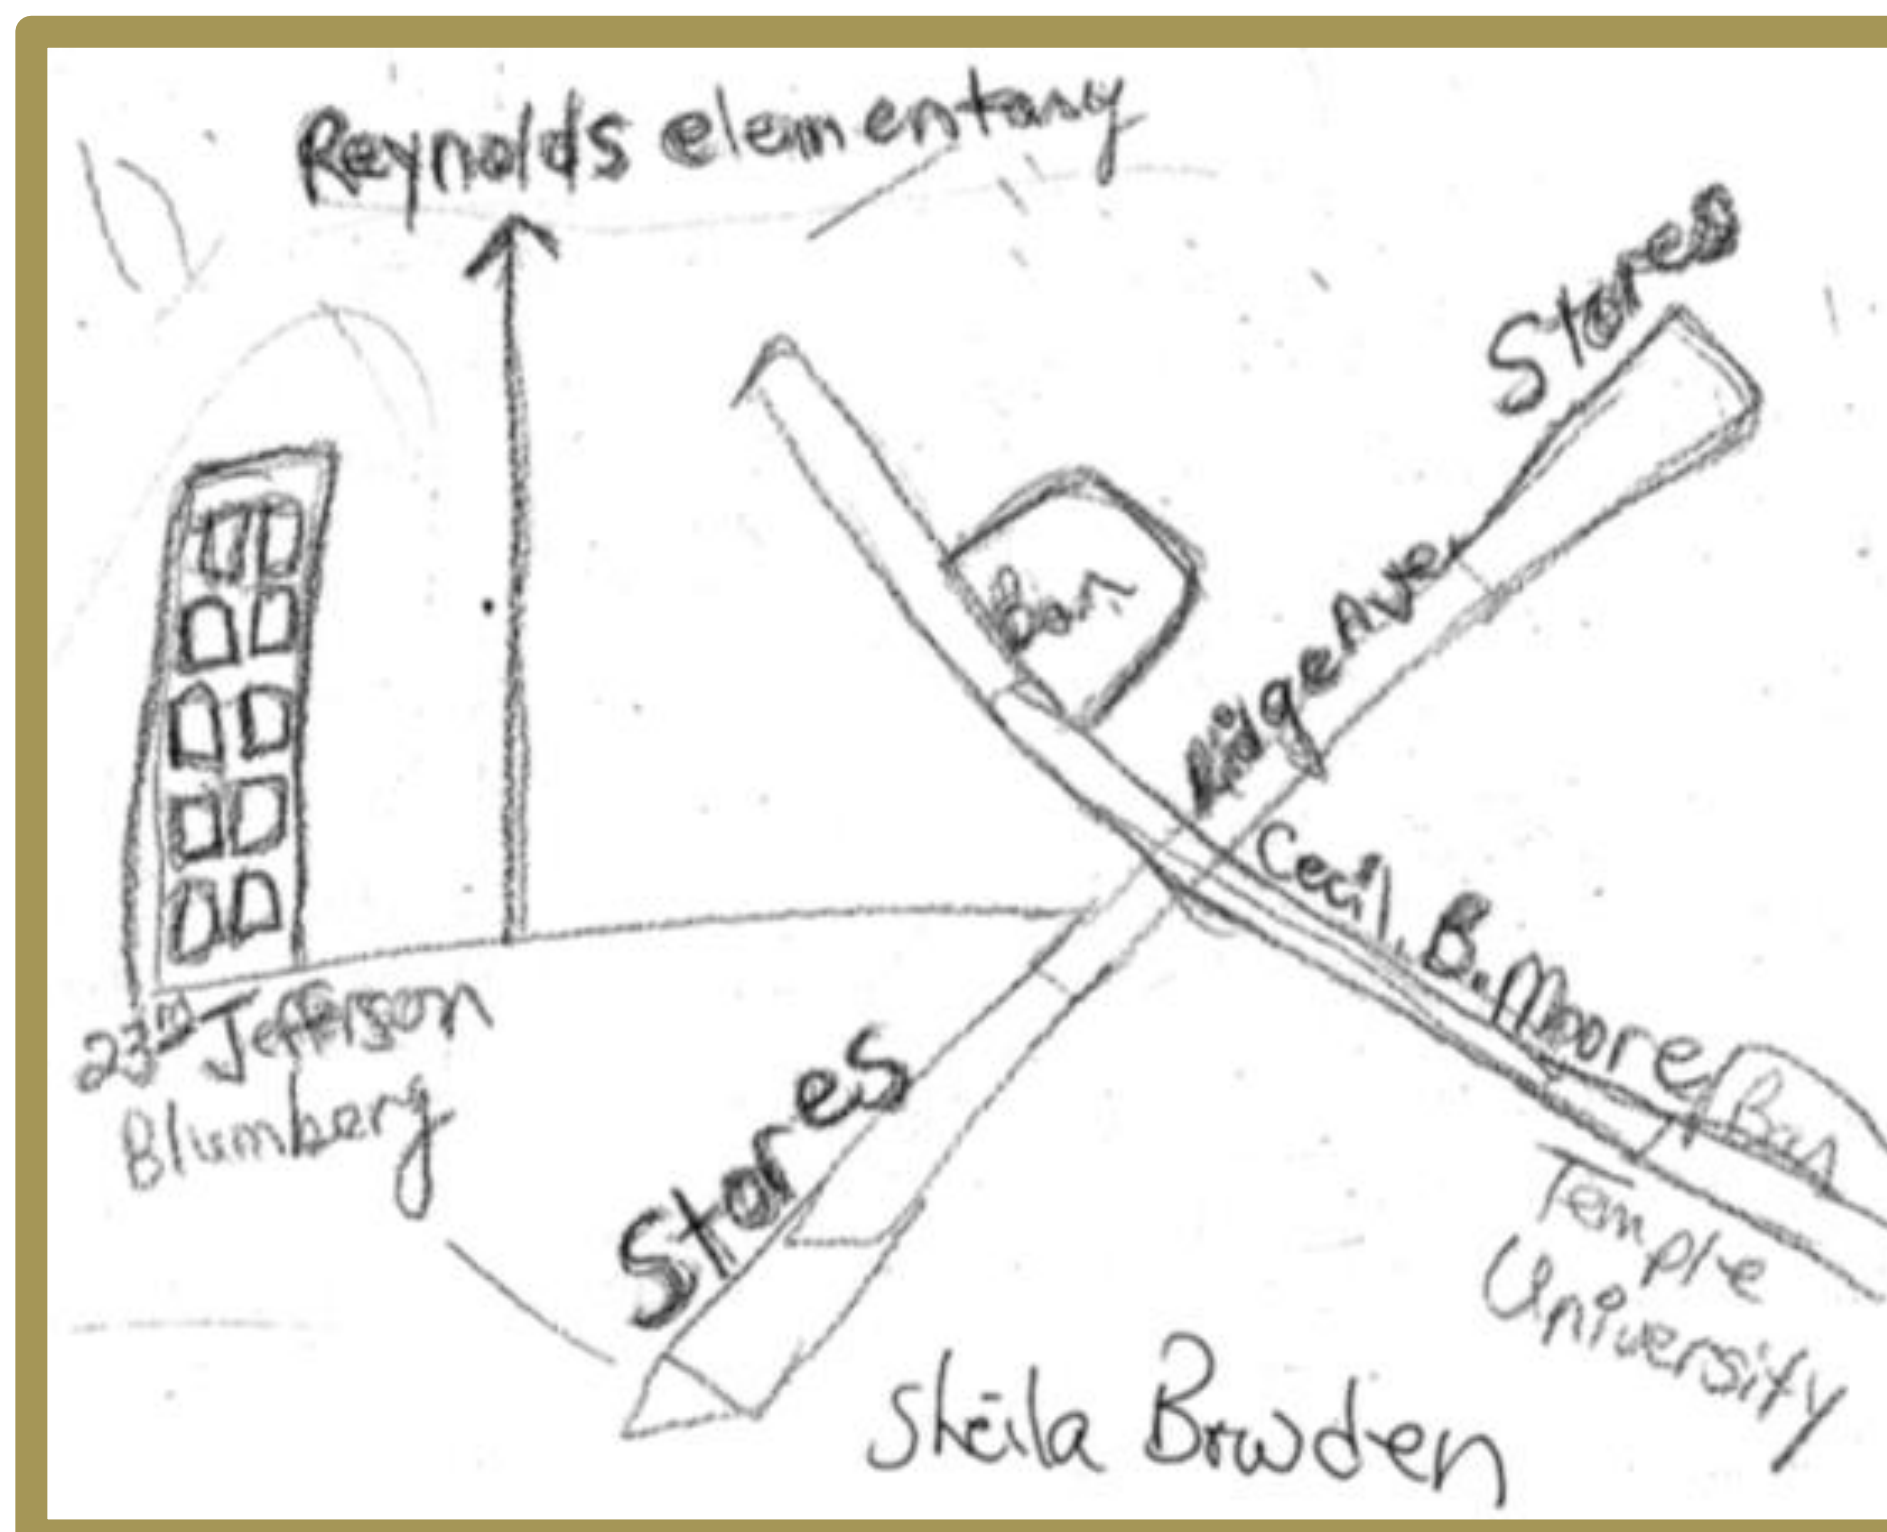 Reynolds elementary
Stores
Bar
Ridge Ave
Cecil B. Moore
Bar
23rd Jefferson
Blumberg
Stores
Temple
University
Sheila Bowden